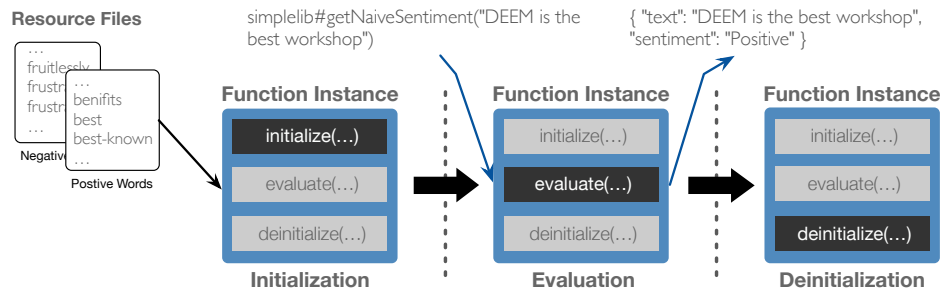 Resource Files
…
fruitlessly
frustr
frustr
…
Negative
…
benifits
best
best-known
…
Postive Words
simplelib#getNaiveSentiment("DEEM is the
best workshop")
{ "text": "DEEM is the best workshop",
"sentiment": "Positive" }
Function Instance
initialize(…)
evaluate(…)
deinitialize(…)
Initialization
Function Instance
initialize(…)
evaluate(…)
deinitialize(…)
Evaluation
Function Instance
initialize(…)
evaluate(…)
deinitialize(…)
Deinitialization